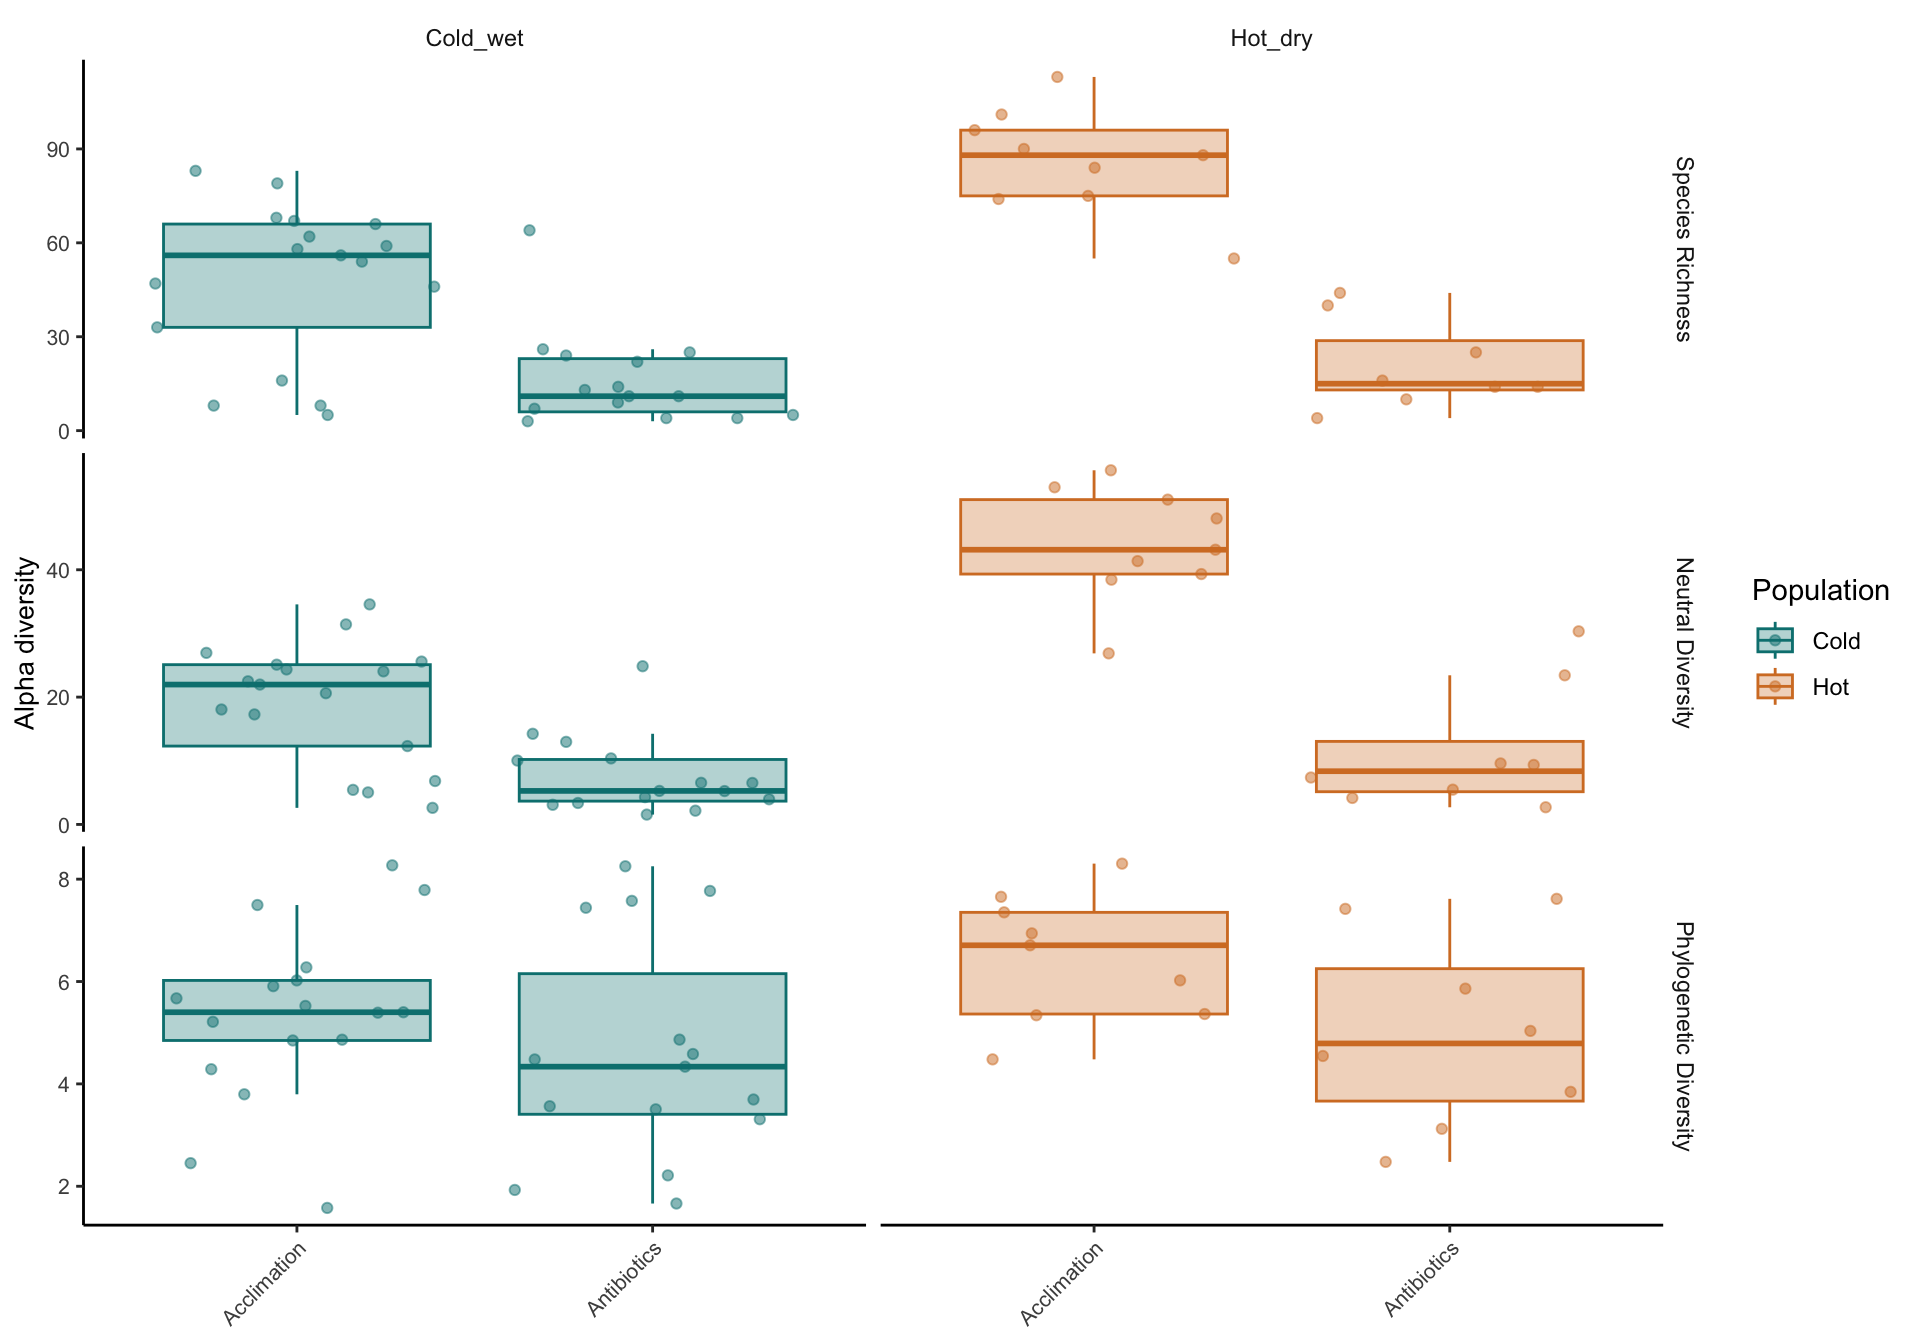 Cold_wet
Hot_dry
90
60
30
0
Species Richness
40
20
0
Neutral Diversity
8
6
4
2
Phylogenetic Diversity
Alpha diversity
Acclimation
Antibiotics
Acclimation
Antibiotics
Population
Cold
Hot